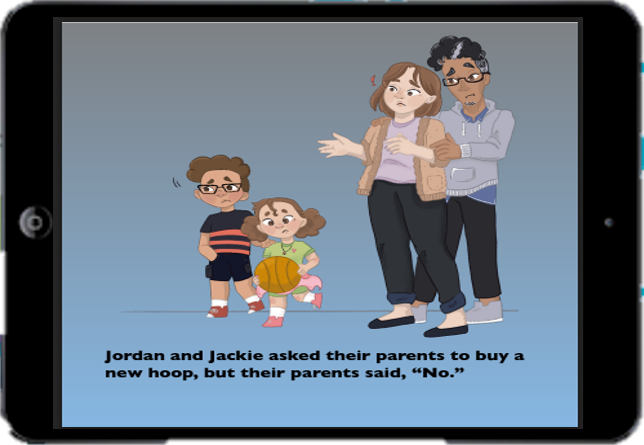 Jordan and Jackie asked their parents to buy a
new hoop, but their parents said, “No.”